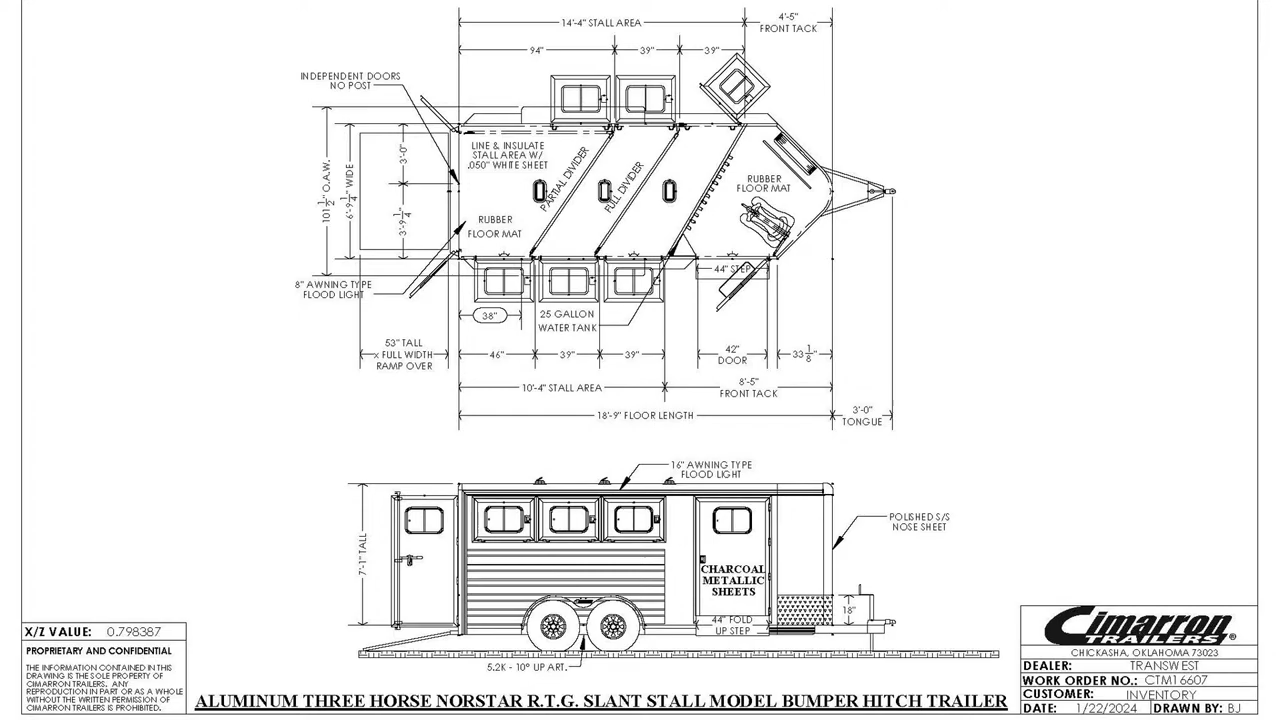 14'-4" STALL AREA
4'-5"
FRONT TACK
94"
39"
39"
INDEPENDENT DOORS
NO POST
LINE & INSULATE
STALL AREA W/
.050" WHITE SHEET
PARTIAL DIVIDER
FULL DIVIDER
RUBBER
FLOOR MAT
101 1/2" O.A.W.
6'-9 1/4" WIDE
3'-0"
3'-9 1/4"
RUBBER
FLOOR MAT
8" AWNING TYPE
FLOOD LIGHT
44" STEP
38"
25 GALLON
WATER TANK
53" TALL
x FULL WIDTH
RAMP OVER
46"
39"
39"
42"
DOOR
33 1/8"
10'-4" STALL AREA
8'-5"
FRONT TACK
18'-9" FLOOR LENGTH
3'-0"
TONGUE
16" AWNING TYPE
FLOOD LIGHT
POLISHED S/S
NOSE SHEET
7'-1" TALL
CHARCOAL
METALLIC
SHEETS
18"
44" FOLD
UP STEP
5.2K - 10° UP ART.
X/Z VALUE: 0.798387
PROPRIETARY AND CONFIDENTIAL
THE INFORMATION CONTAINED IN THIS
DRAWING IS THE SOLE PROPERTY OF
CIMARRON TRAILERS. ANY
REPRODUCTION IN PART OR AS A WHOLE
WITHOUT THE WRITTEN PERMISSION OF
CIMARRON TRAILERS IS PROHIBITED.
ALUMINUM THREE HORSE NORSTAR R.T.G. SLANT STALL MODEL BUMPER HITCH TRAILER
Cimarron
TRAILERS®
CHICKASHA, OKLAHOMA 73023
DEALER: TRANSWEST
WORK ORDER NO.: CTM16607
CUSTOMER: INVENTORY
DATE: 1/22/2024 DRAWN BY: BJ